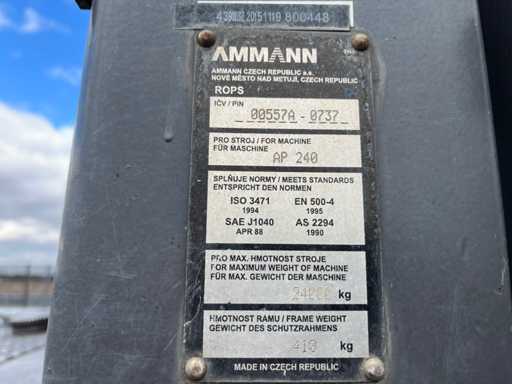 AMMANN
AMMANN CZECH REPUBLIC a.s.
NOVÉ MĚSTO NAD METUJÍ, CZECH REPUBLIC
ROPS
IČV / PIN
00557A - 0737
PRO STROJ / FOR MACHINE
FÜR MASCHINE
AP 240
SPLŇUJE NORMY / MEETS STANDARDS
ENTSPRICHT DEN NORMEN
ISO 3471 EN 500-4
1994 1995
SAE J1040 AS 2294
APR 88 1990
PRO MAX. HMOTNOST STROJE
FOR MAXIMUM WEIGHT OF MACHINE
FÜR MAX. GEWICHT DER MASCHINE
kg
HMOTNOST RÁMU / FRAME WEIGHT
GEWICHT DES SCHUTZRAHMENS
kg
MADE IN CZECH REPUBLIC